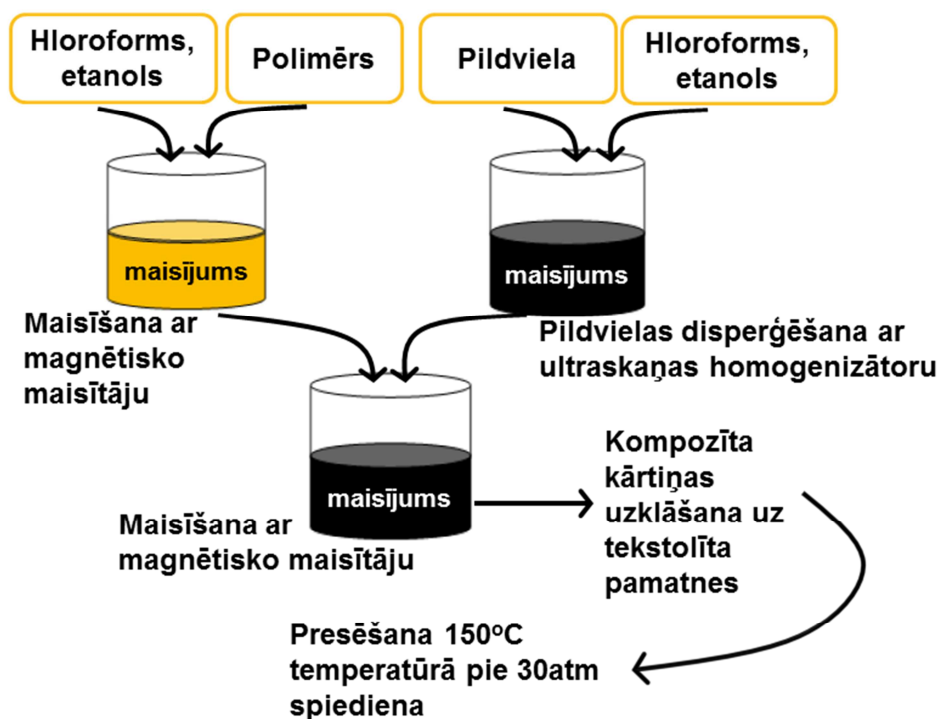 Hloroforms,
etanols
Polimērs
Pildviela
Hloroforms,
etanols
maisījums
maisījums
Maisīšana ar
magnētisko
maisītāju
Pildvielas disperģēšana ar
ultraskaņas homogenizātoru
maisījums
Maisīšana ar
magnētisko maisītāju
Kompozīta
kārtiņas
uzklāšana uz
tekstolīta
pamatnes
Presēšana 150°C
temperatūrā pie 30atm
spiediena